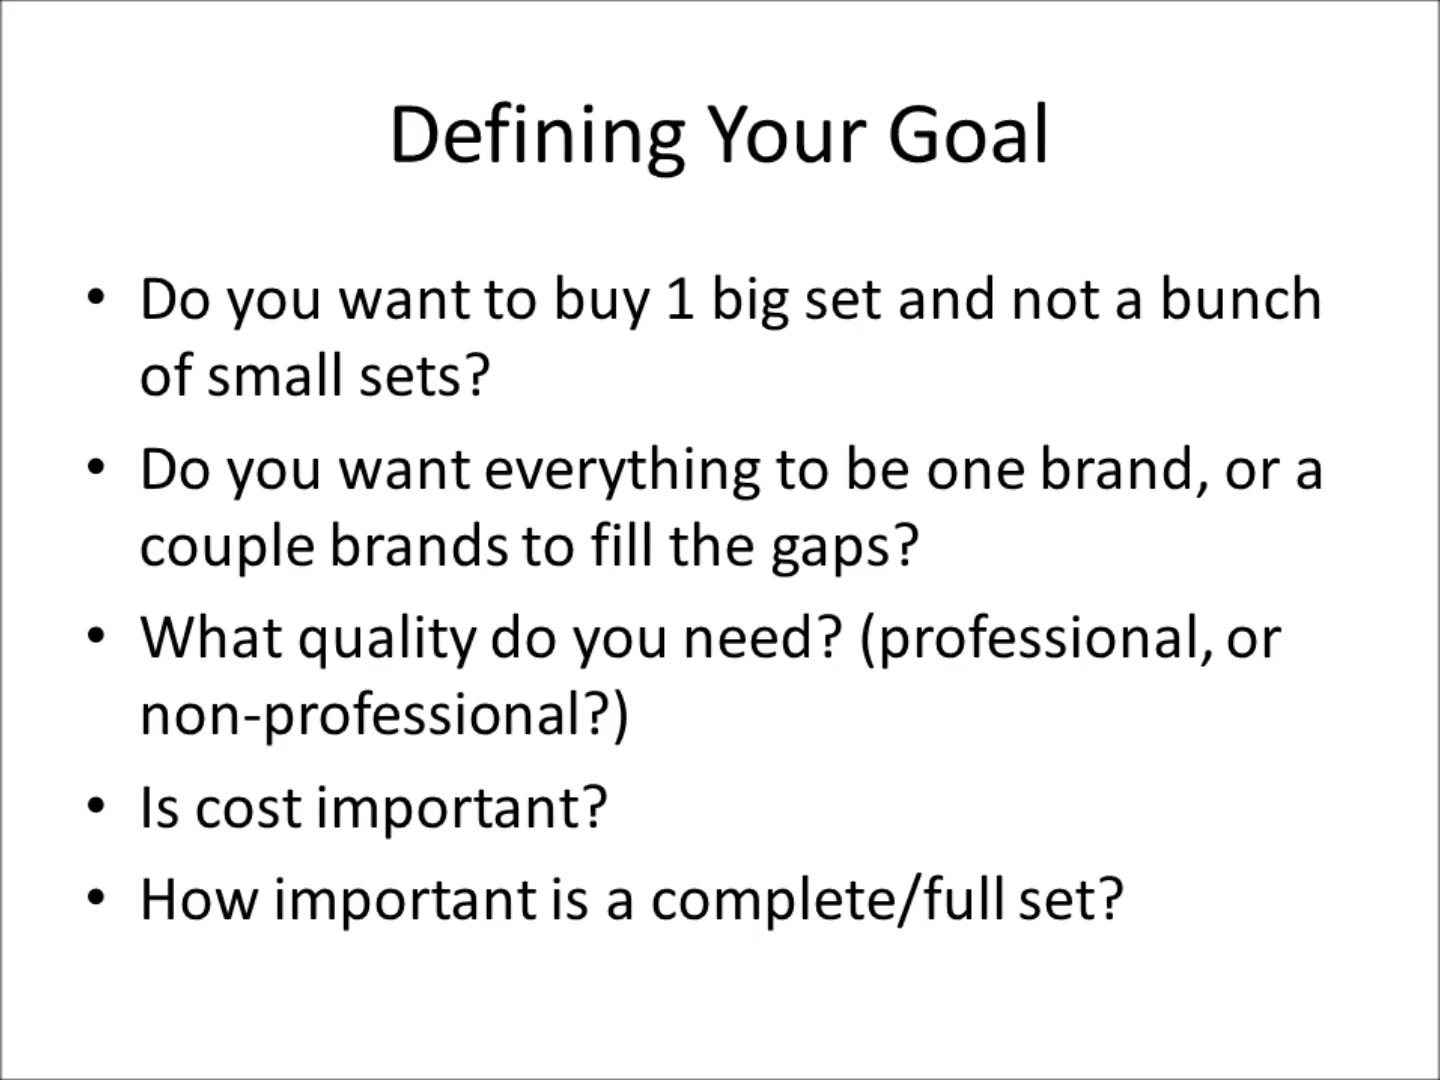 Defining Your Goal
• Do you want to buy 1 big set and not a bunch
of small sets?
• Do you want everything to be one brand, or a
couple brands to fill the gaps?
• What quality do you need? (professional, or
non-professional?)
• Is cost important?
• How important is a complete/full set?